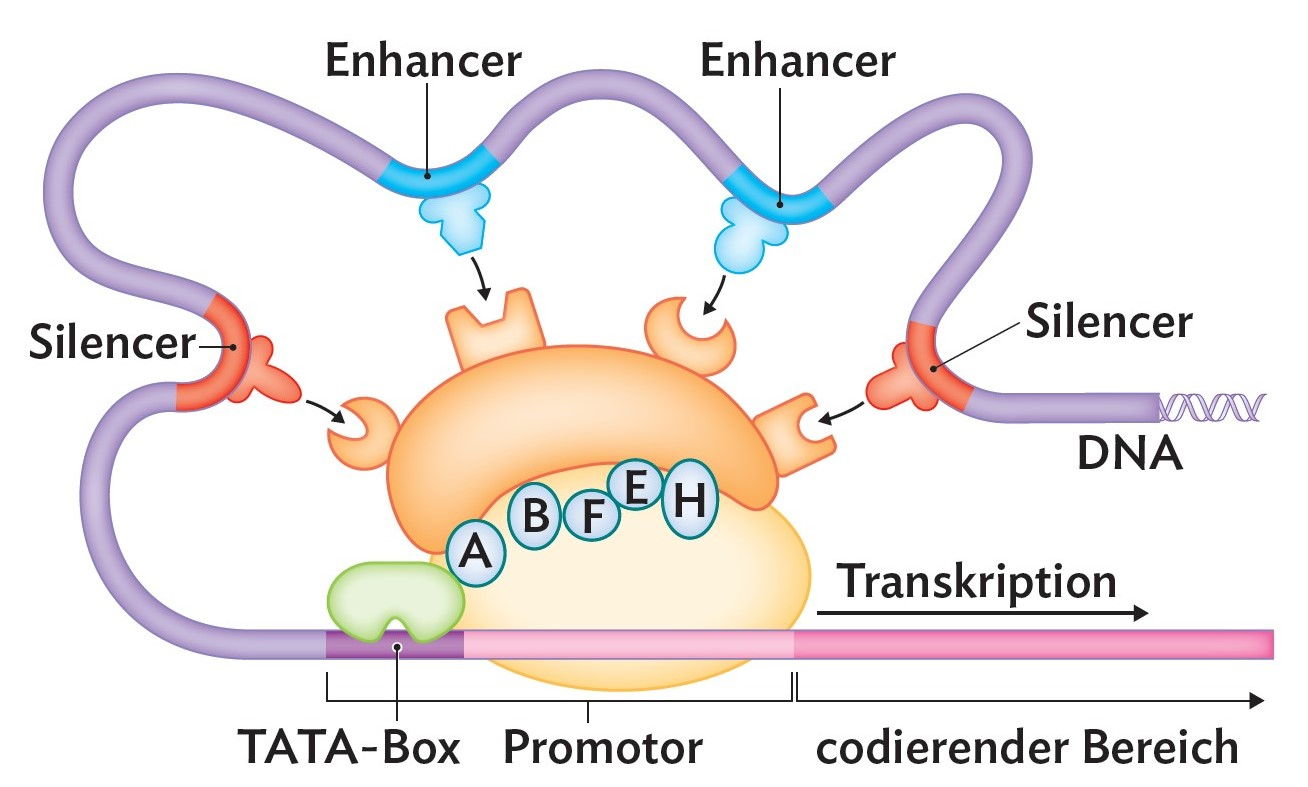 Enhancer
Enhancer
Silencer
Silencer
DNA
A
B
F
E
H
Transkription
TATA-Box
Promotor
codierender Bereich